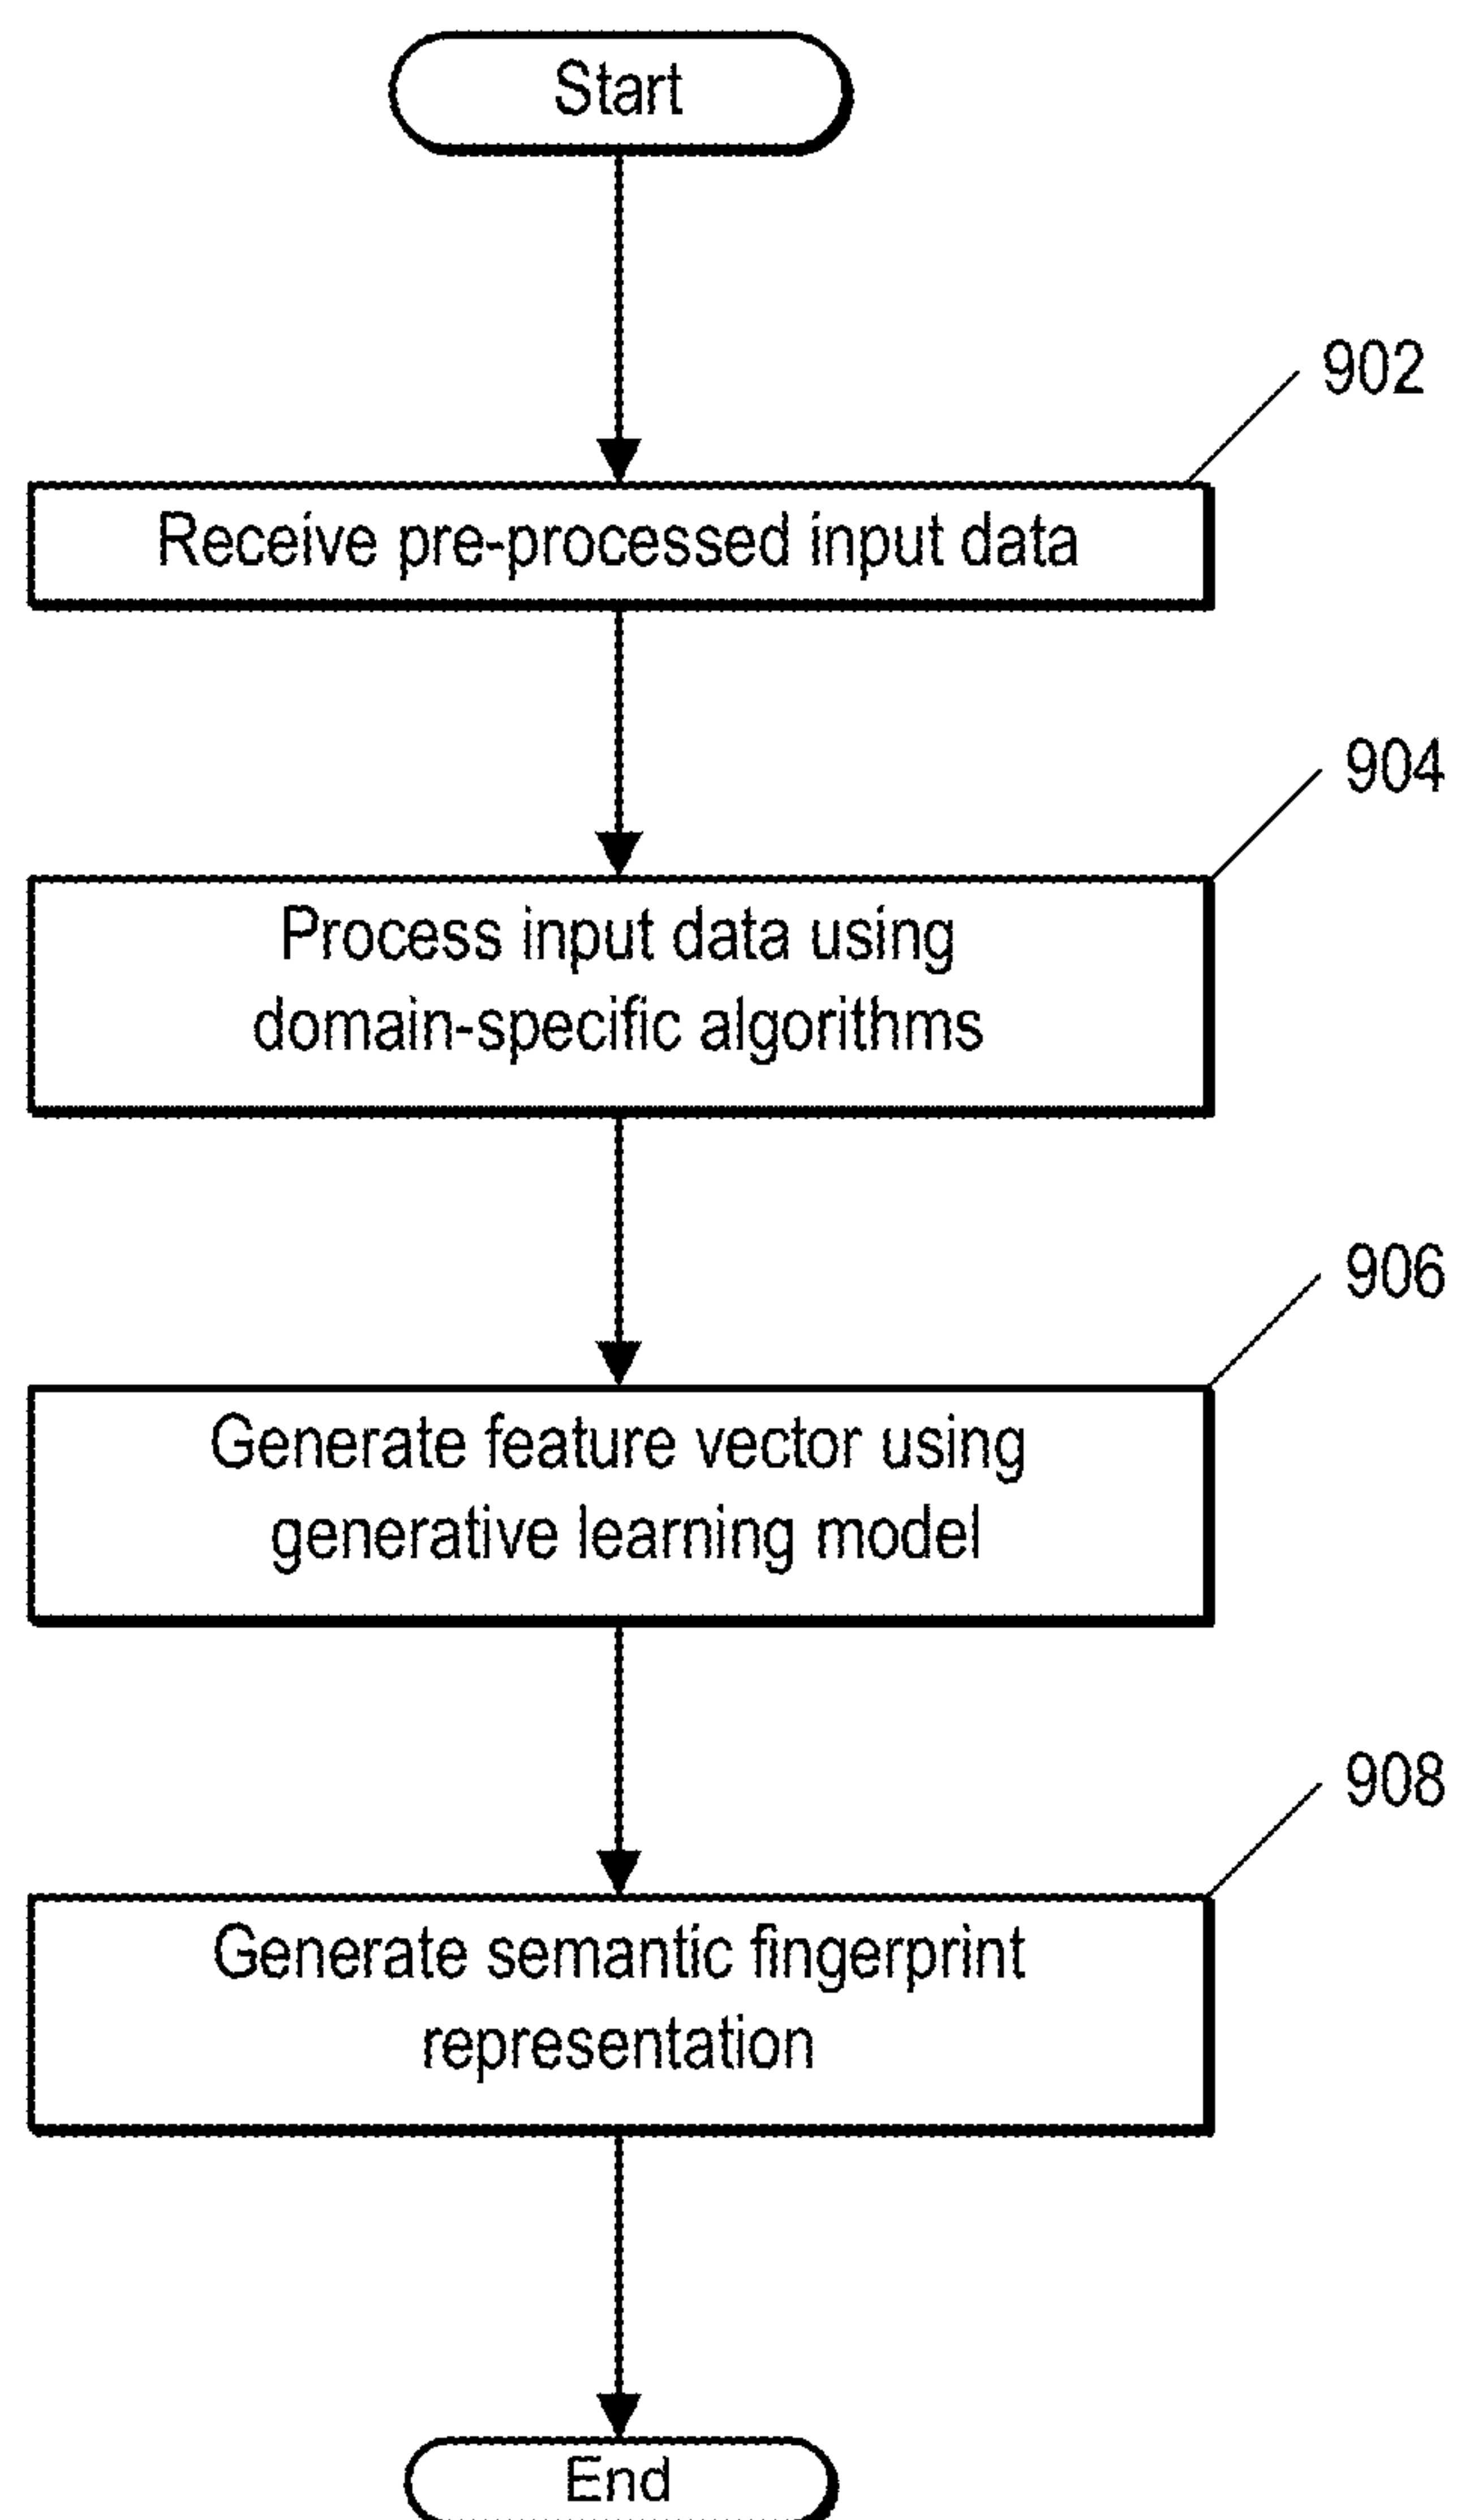 Start
902
Receive pre-processed input data
904
Process input data using
domain-specific algorithms
906
Generate feature vector using
generative learning model
908
Generate semantic fingerprint
representation
End